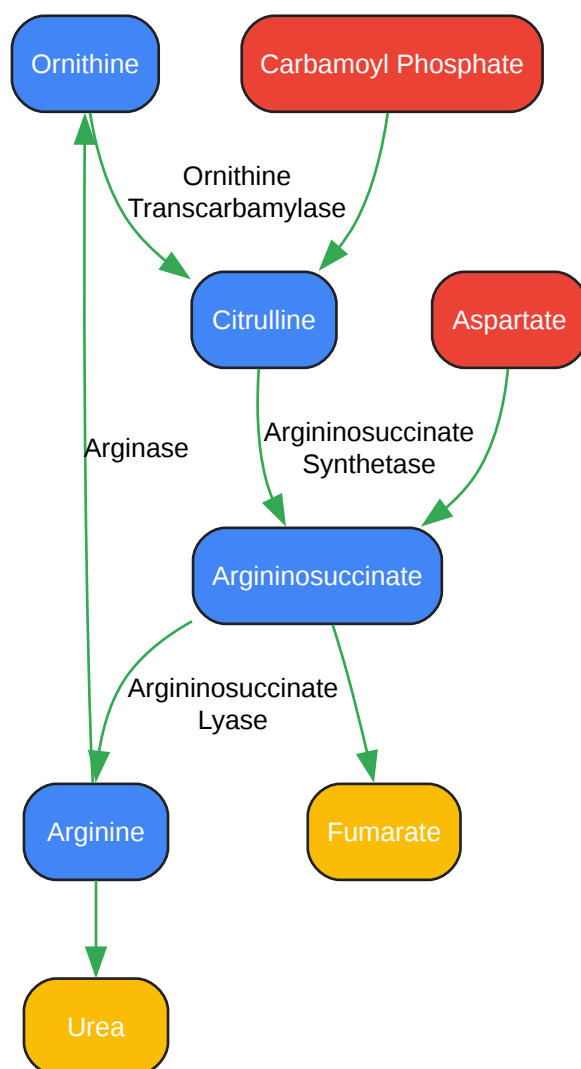 Ornithine
Carbamoyl Phosphate
Ornithine
Transcarbamylase
Citrulline
Aspartate
Arginase
Argininosuccinate
Synthetase
Argininosuccinate
Argininosuccinate
Lyase
Arginine
Fumarate
Urea